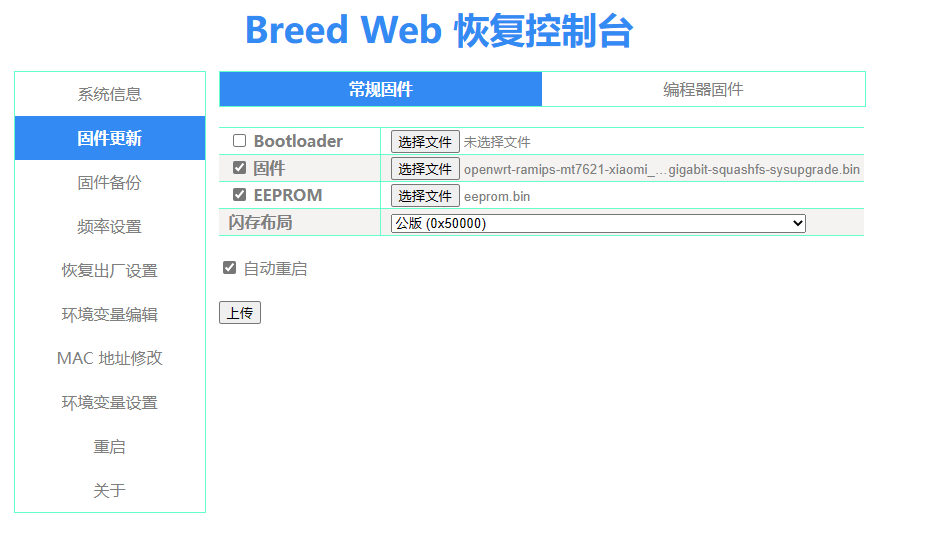 Breed Web 恢复控制台
系统信息
固件更新
固件备份
频率设置
恢复出厂设置
环境变量编辑
MAC 地址修改
环境变量设置
重启
关于
常规固件 编程器固件
Bootloader 选择文件 未选择文件
固件 选择文件 openwrt-ramips-mt7621-xiaomi_...gigabit-squashfs-sysupgrade.bin
EEPROM 选择文件 eeprom.bin
闪存布局 公版 (0x50000)
自动重启
上传